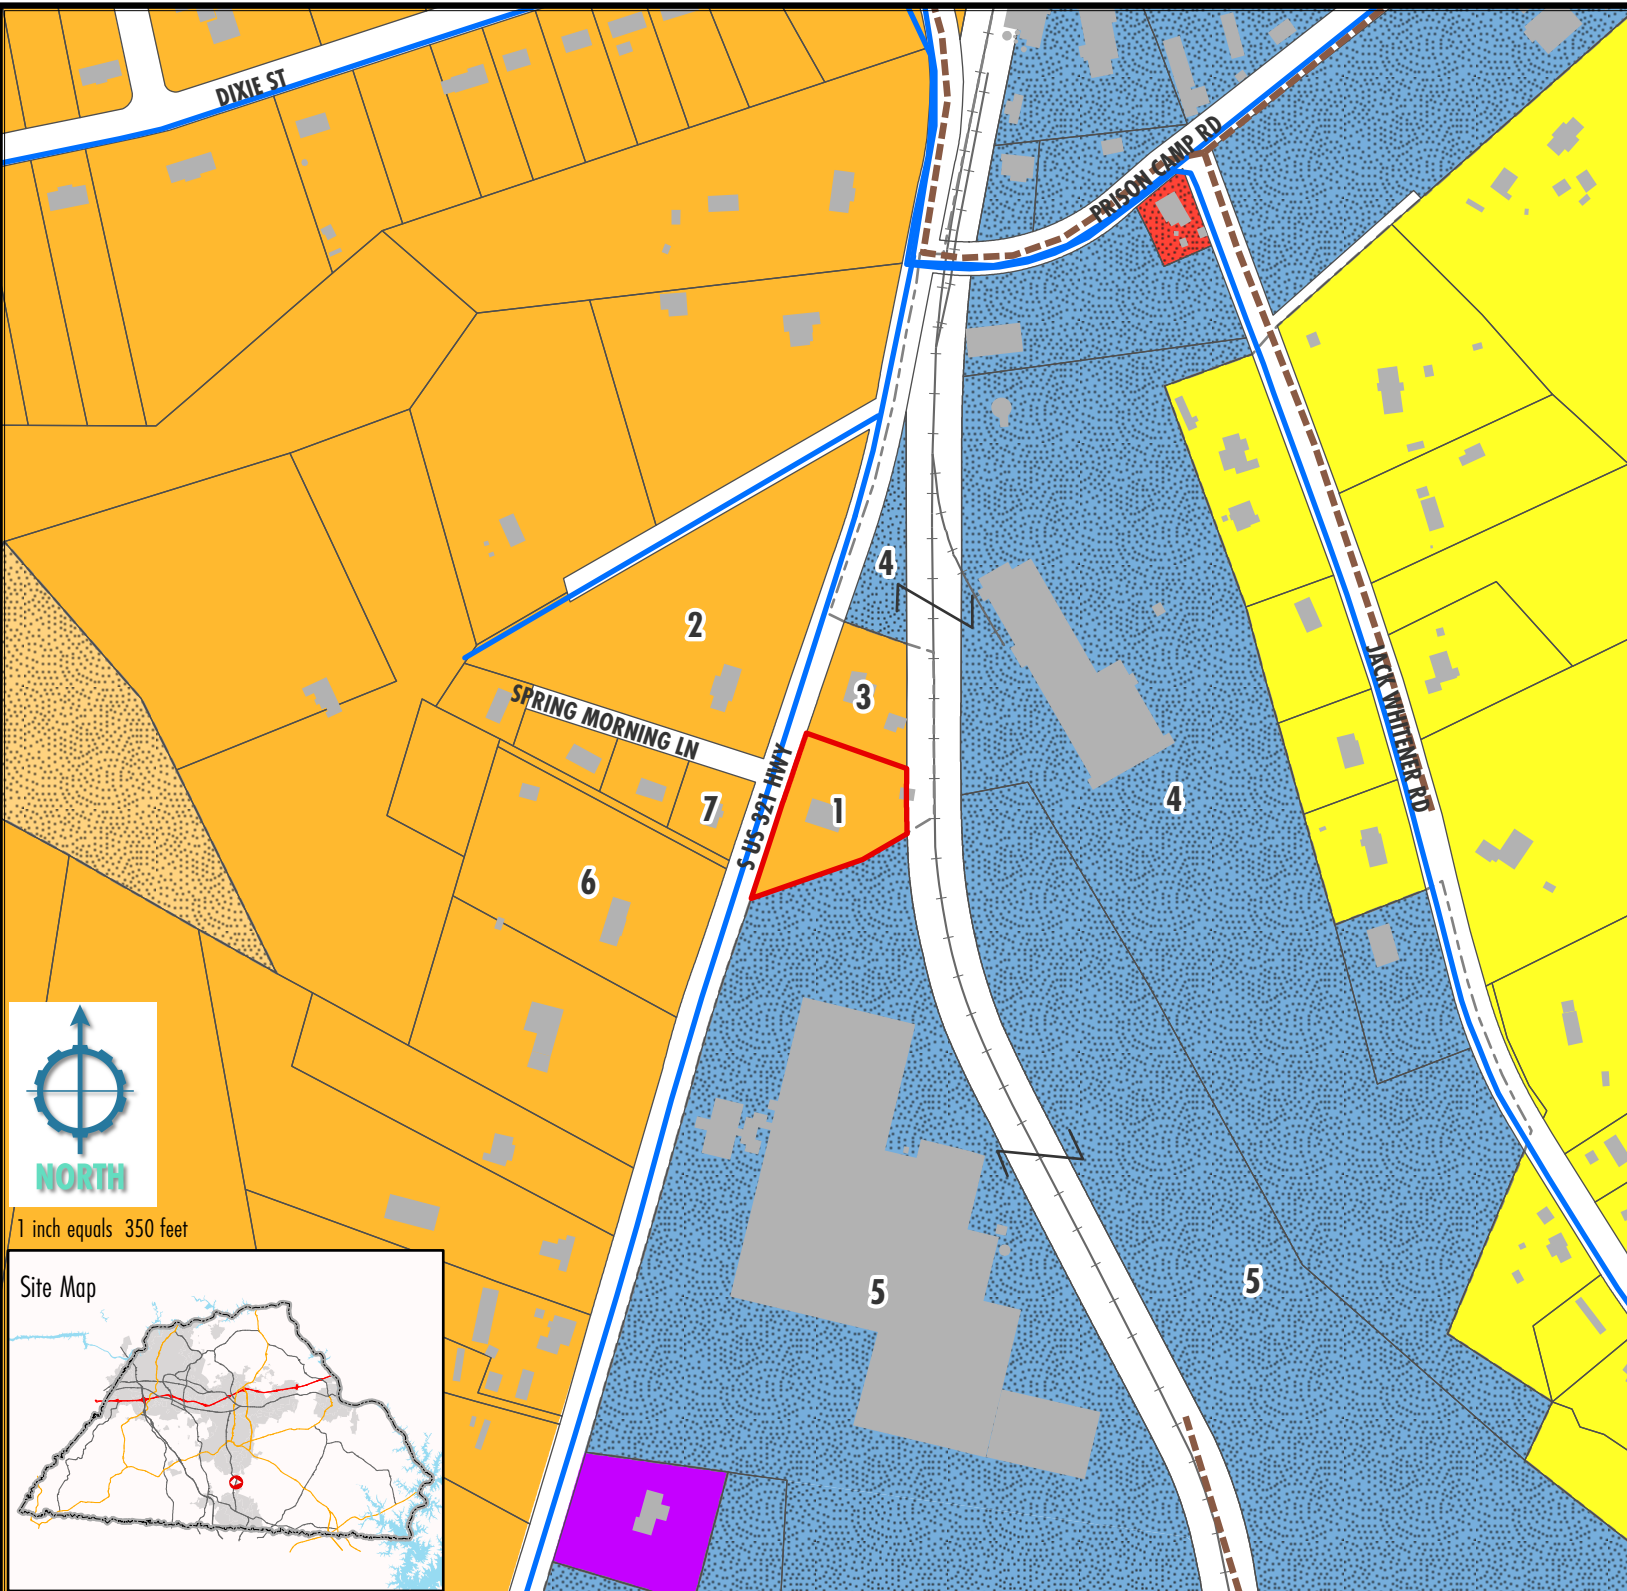 DIXIE ST
PRISON CAMP RD
4
2
SPRING MORNING LN
3
JACK WHITENER RD
S US 321 HWY
7
1
4
6
NORTH
1 inch equals 350 feet
Site Map
5
5